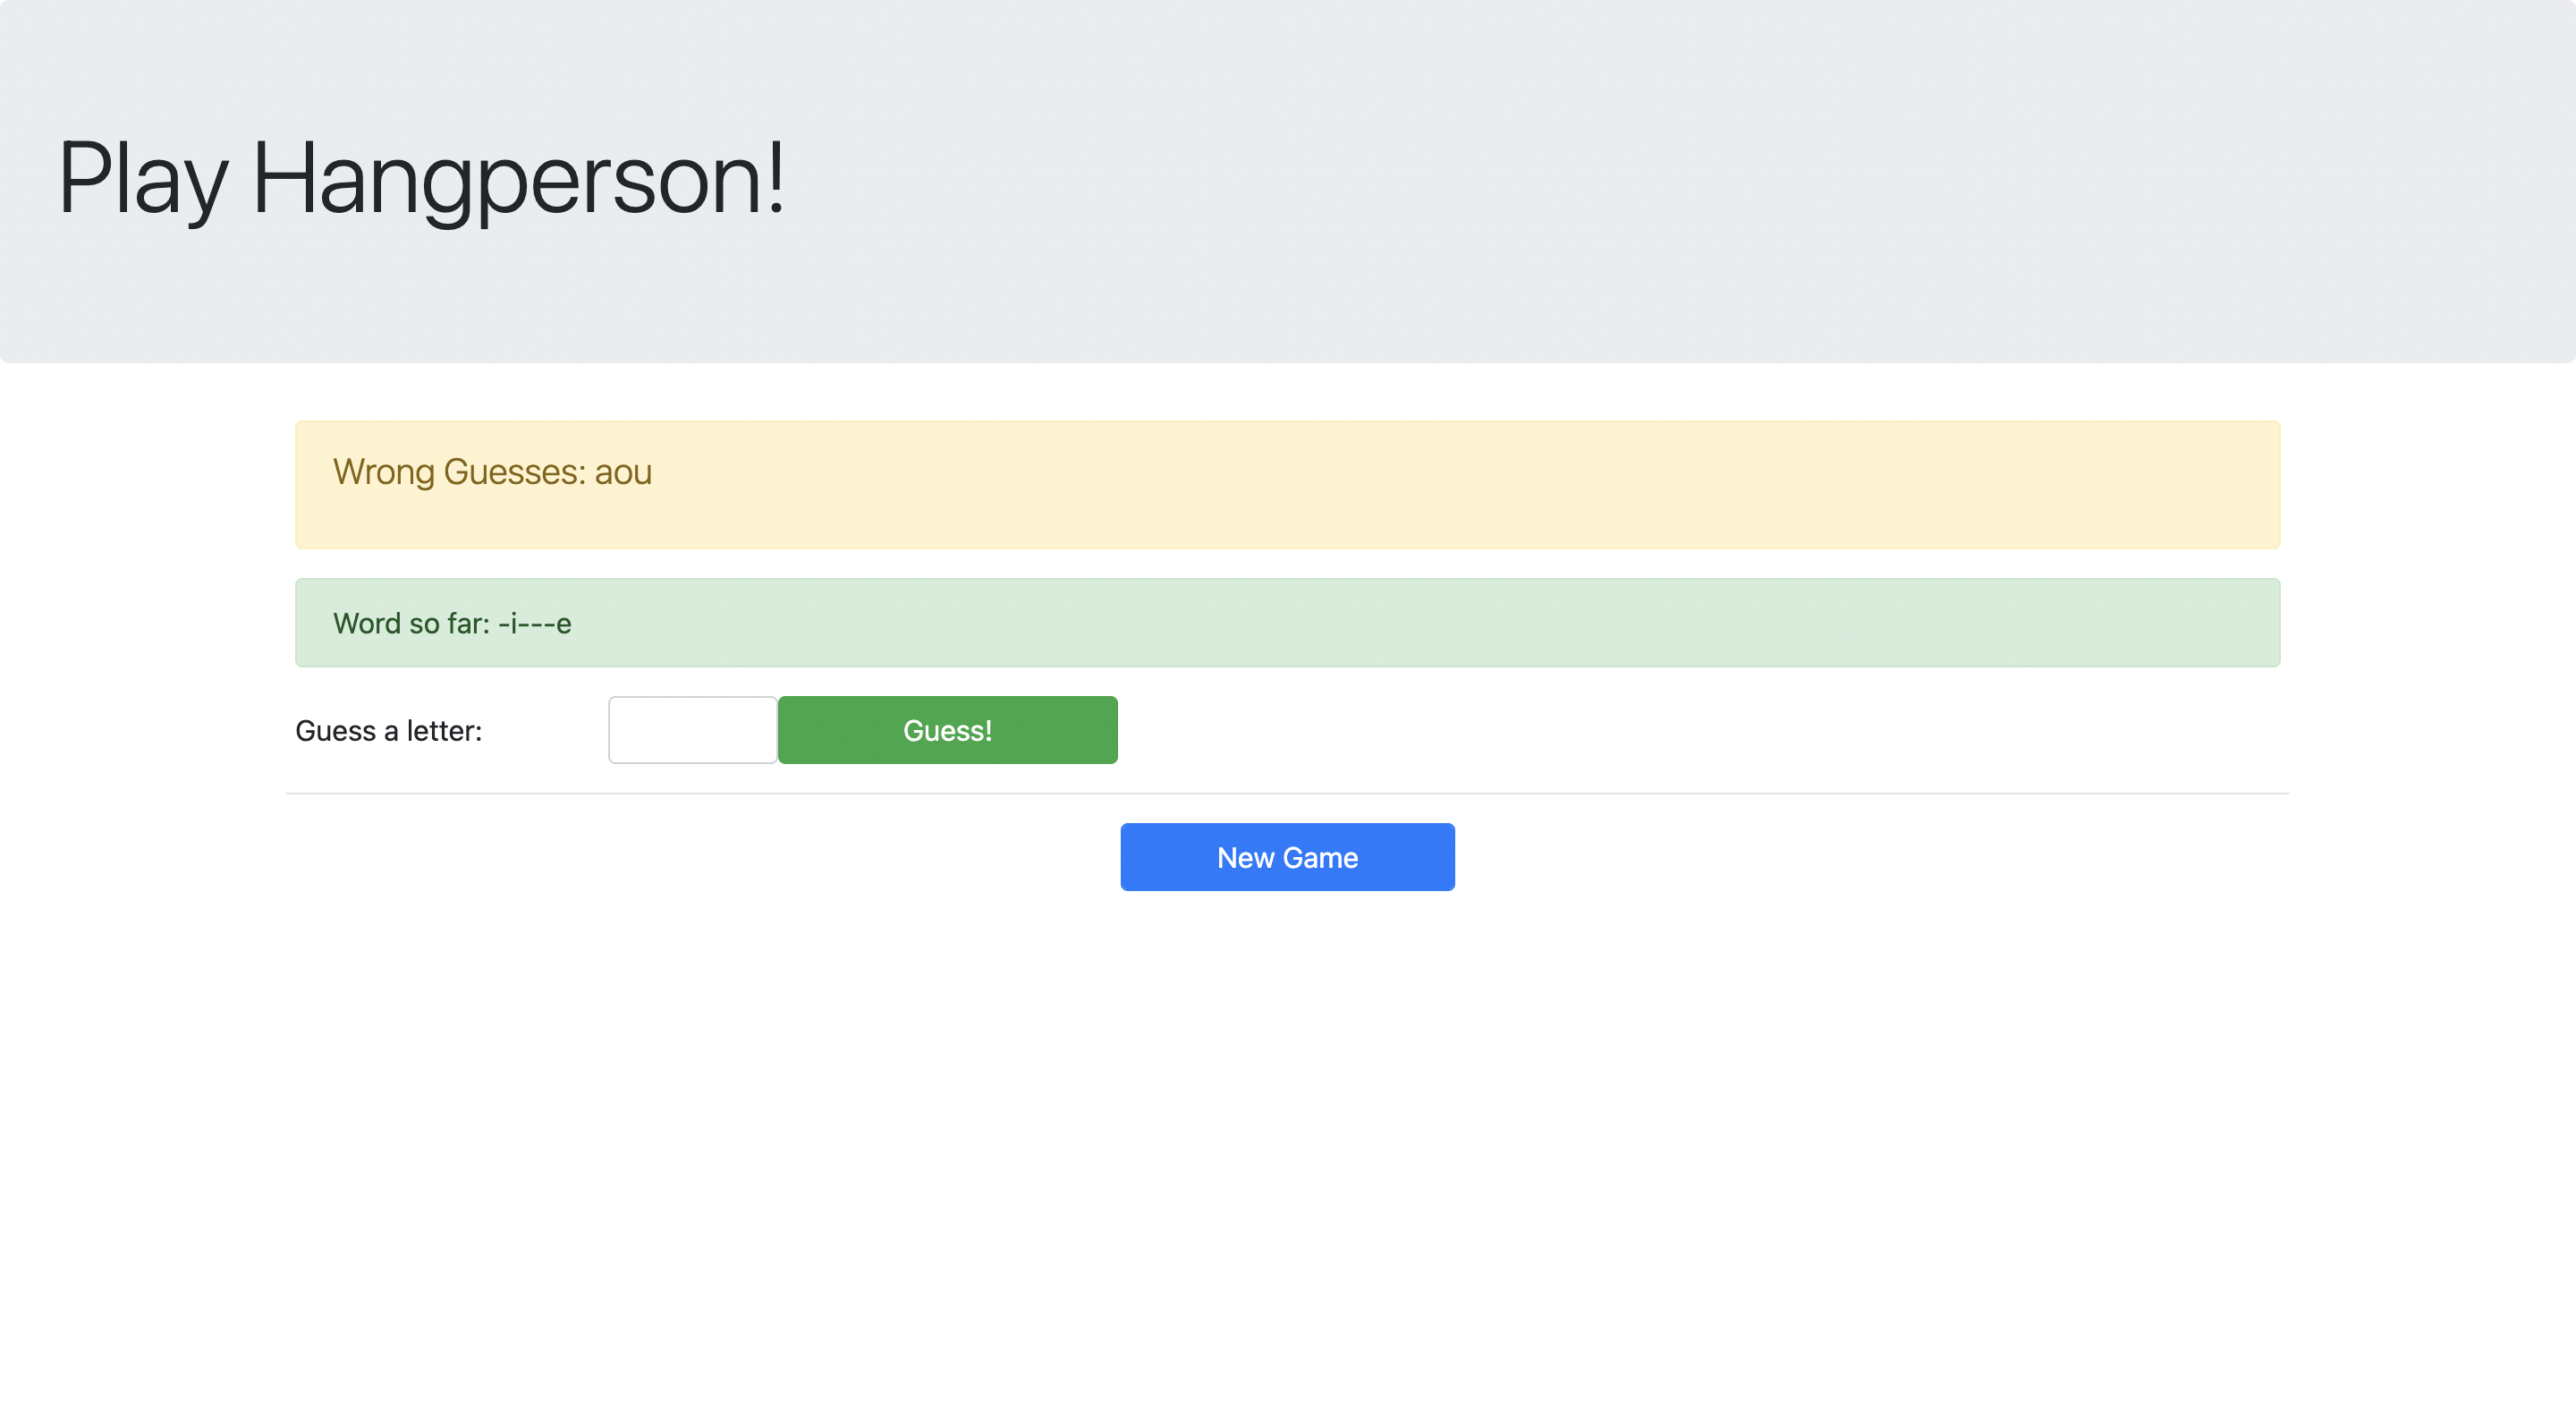 Play Hangperson!
Wrong Guesses: aou
Word so far: -i---e
Guess a letter:
Guess!
New Game